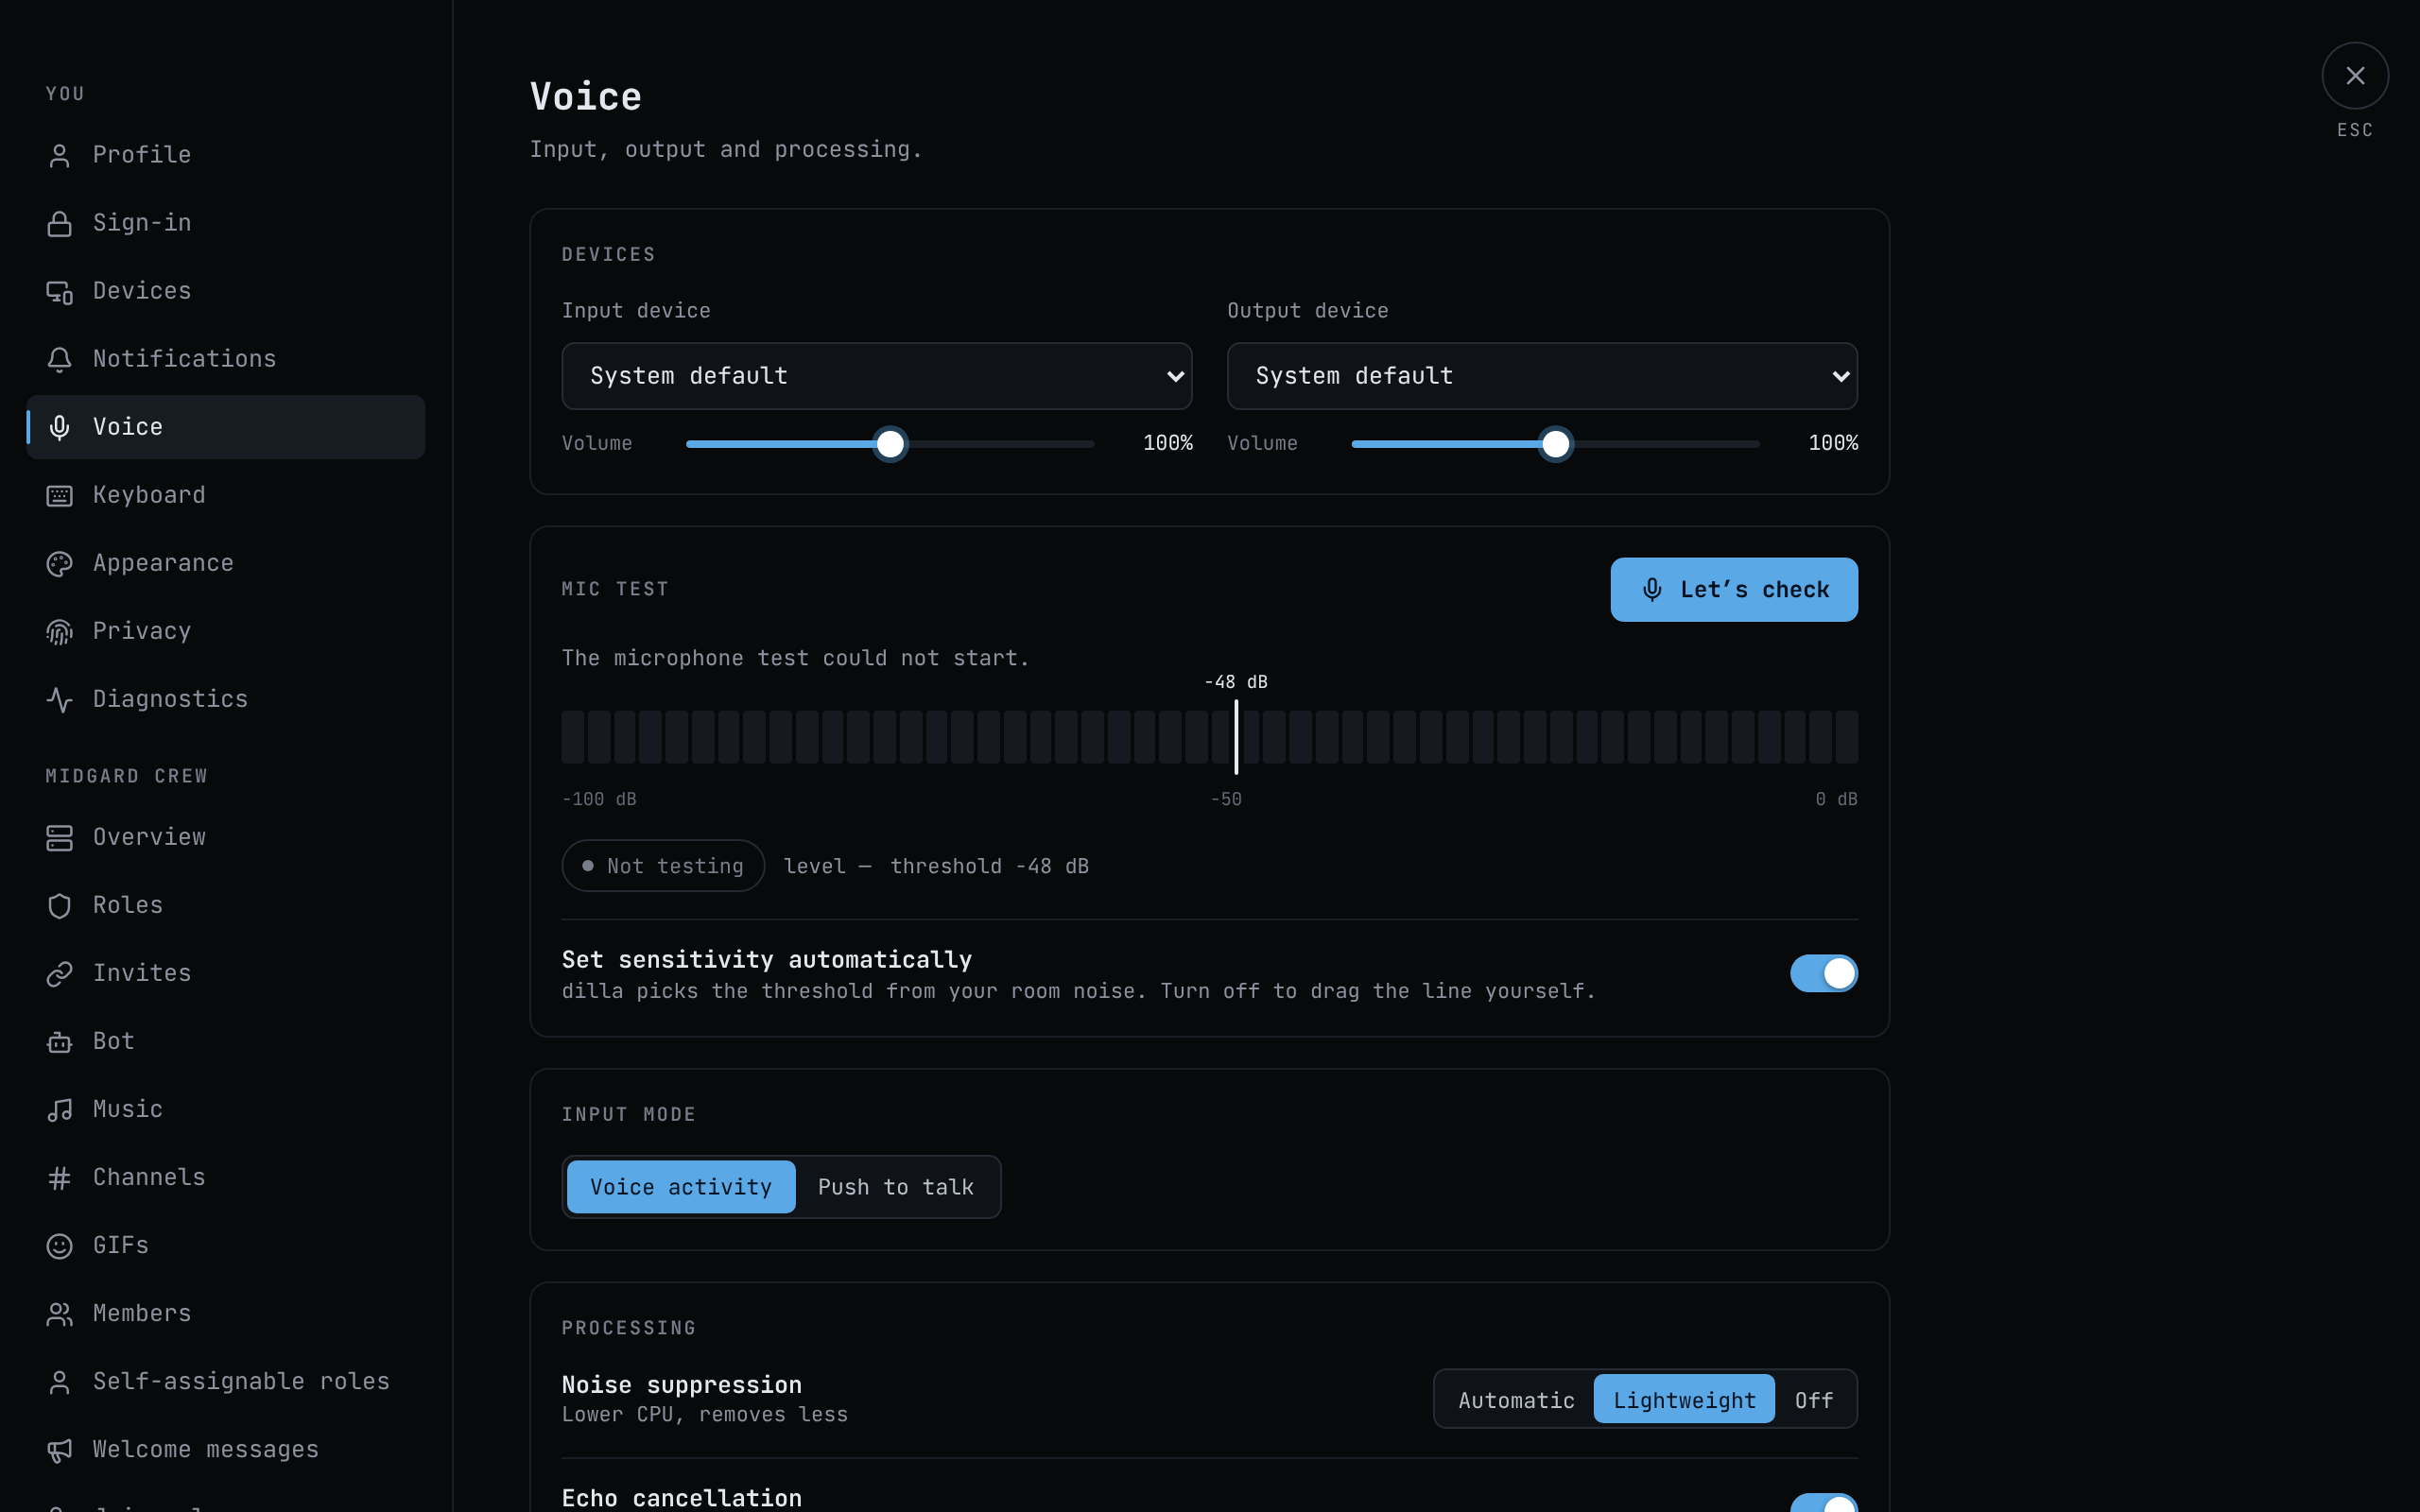 YOU
Profile
Sign-in
Devices
Notifications
Voice
Keyboard
Appearance
Privacy
Diagnostics
MIDGARD CREW
Overview
Roles
Invites
Bot
Music
Channels
GIFs
Members
Self-assignable roles
Welcome messages
Voice
Input, output and processing.
ESC
DEVICES
Input device
System default
Volume 100%
Output device
System default
Volume 100%
MIC TEST
Let’s check
The microphone test could not start.
-48 dB
-100 dB -50 0 dB
Not testing level — threshold -48 dB
Set sensitivity automatically
dilla picks the threshold from your room noise. Turn off to drag the line yourself.
INPUT MODE
Voice activity Push to talk
PROCESSING
Noise suppression
Lower CPU, removes less
Automatic Lightweight Off
Echo cancellation